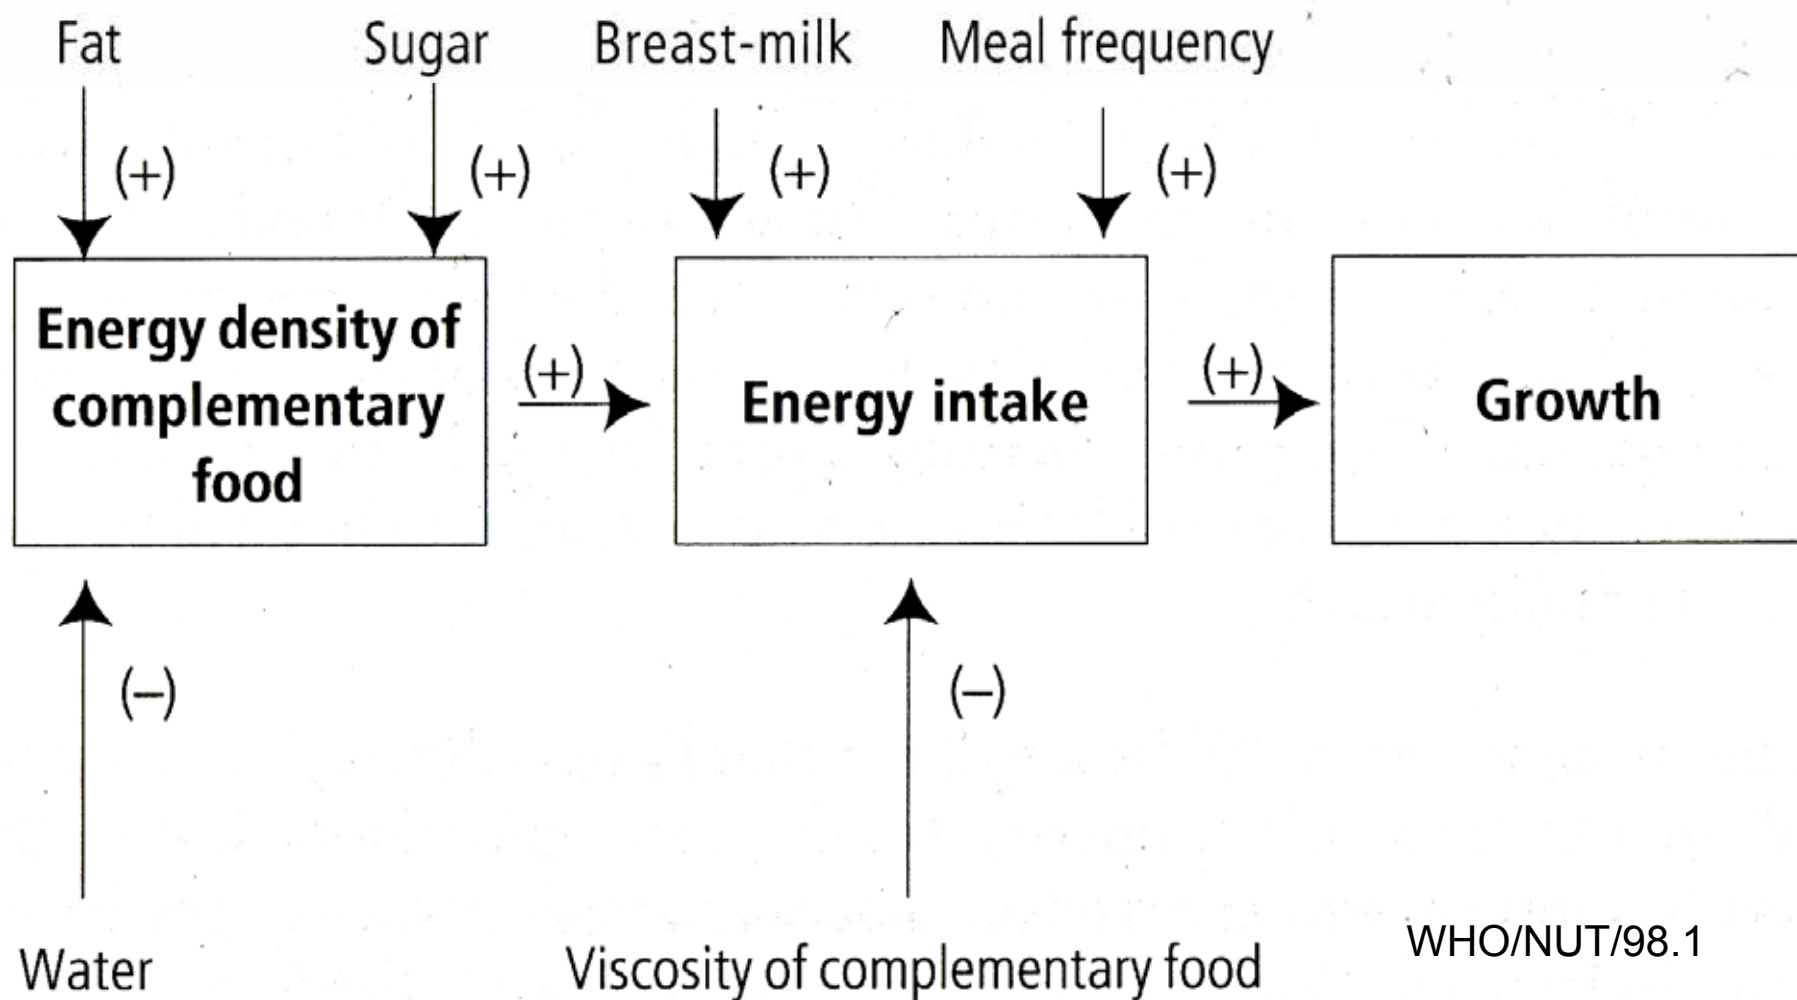 Fat
Sugar
Breast-milk
Meal frequency
(+)
(+)
(+)
(+)
Energy density of
complementary
food
(+)
Energy intake
(+)
Growth
(–)
(–)
Water
Viscosity of complementary food
WHO/NUT/98.1